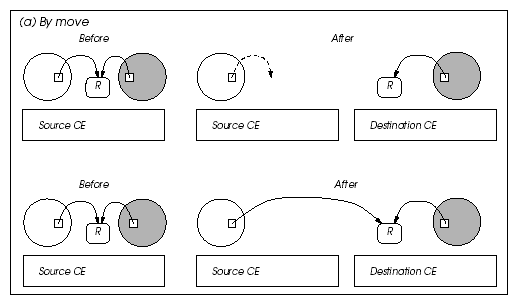 (a) By move
Before After
R R
Source CE Source CE Destination CE
Before After
R R
Source CE Source CE Destination CE